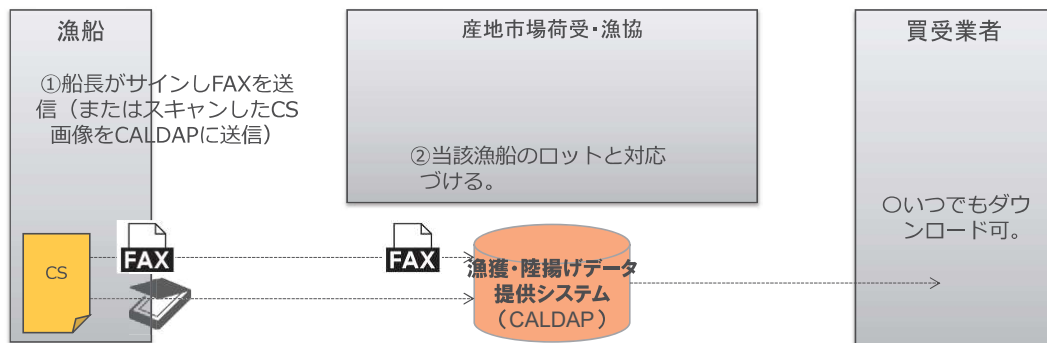 漁船
①船長がサインしFAXを送
信（またはスキャンしたCS
画像をCALDAPに送信）
産地市場荷受・漁協
②当該漁船のロットと対応
づける。
買受業者
〇いつでもダウ
ンロード可。
CS
FAX
FAX
漁獲・陸揚げデータ
提供システム
（CALDAP）